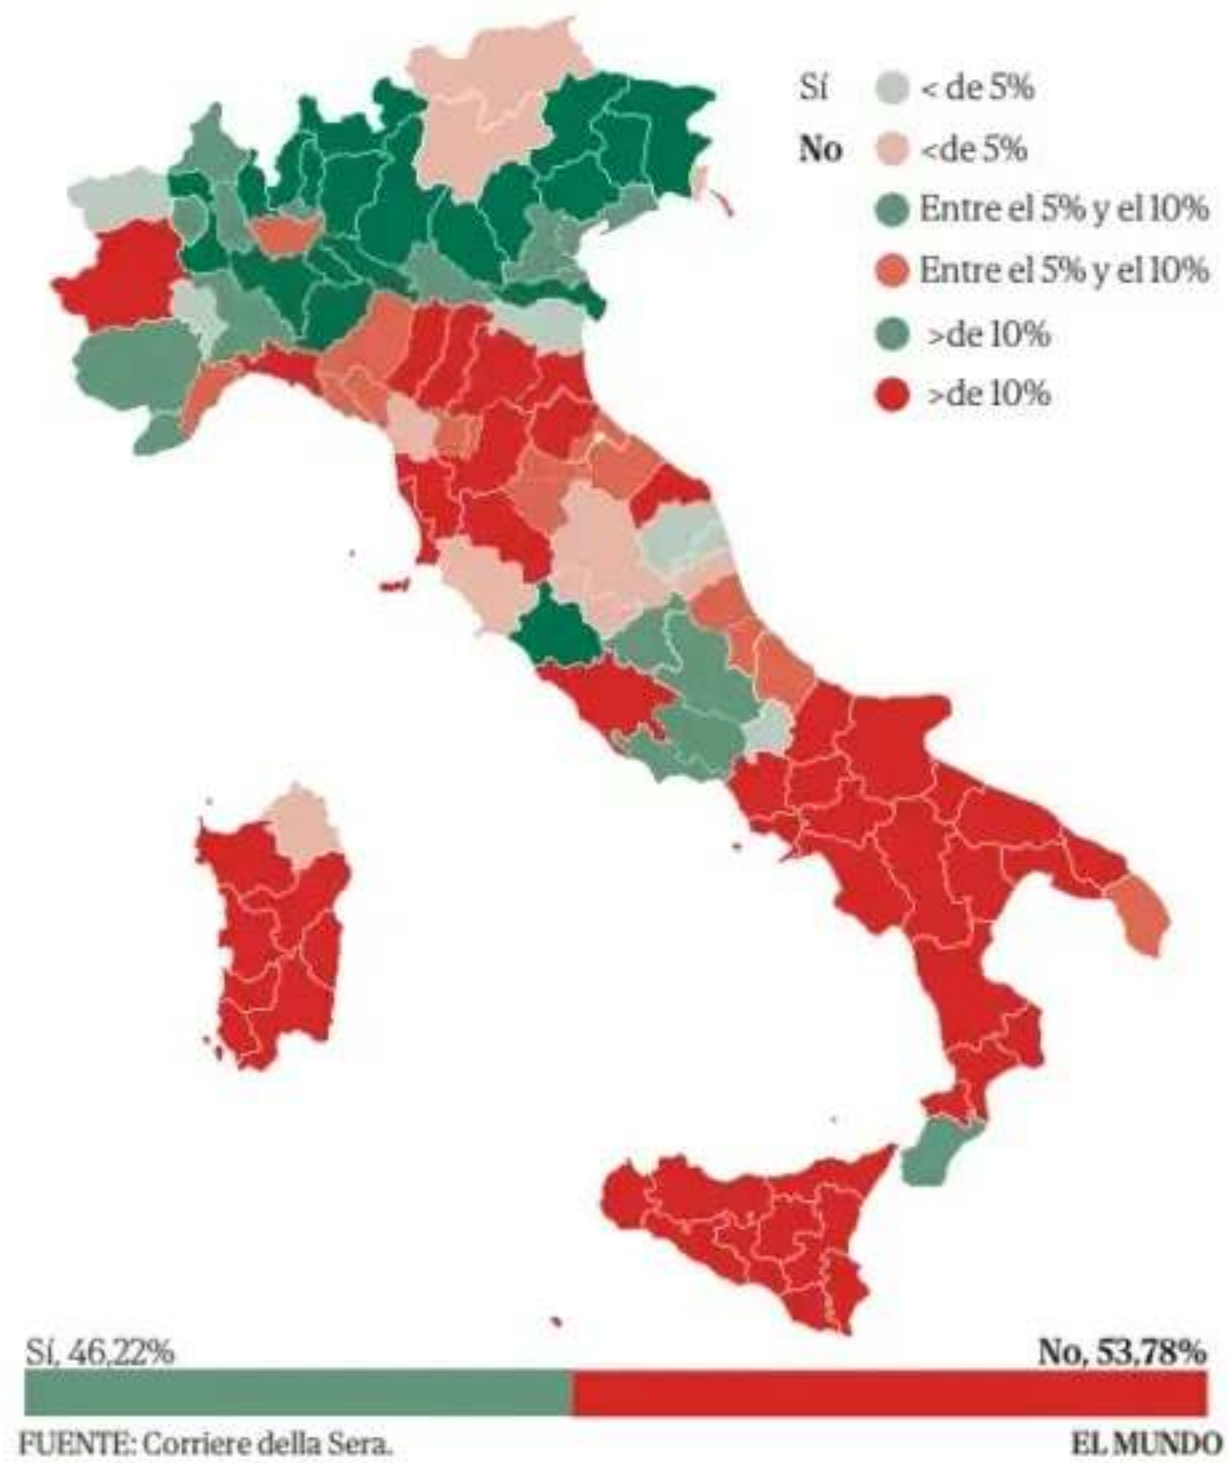 Sí < de 5%
No <de 5%
Entre el 5% y el 10%
Entre el 5% y el 10%
>de 10%
>de 10%
Sí, 46,22% No, 53,78%
FUENTE: Corriere della Sera. EL MUNDO